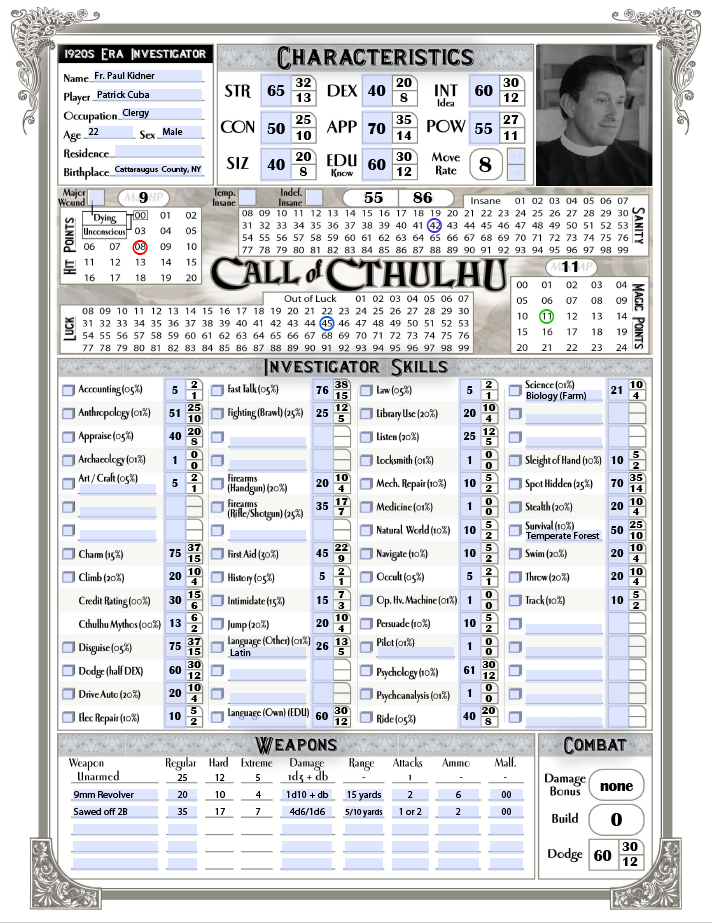 1920s Era Investigator
Name Fr. Paul Kidner
Player Patrick Cuba
Occupation Clergy
Age 22 Sex Male
Residence
Birthplace Cattaraugus County, NY
Characteristics
STR 65 32 13 DEX 40 20 8 INT Idea 60 30 12
CON 50 25 10 APP 70 35 14 POW 55 27 11
SIZ 40 20 8 EDU Know 60 30 12 Move Rate 8
Major Wound 9
Hit Points
Dying 00 01 02
Unconscious 03 04 05
06 07 08 09 10
11 12 13 14 15
16 17 18 19 20
Temp. Insane Indef. Insane 55 86
Sanity
Insane 01 02 03 04 05 06 07
08 09 10 11 12 13 14 15 16 17 18 19 20 21 22 23 24 25 26 27 28 29 30
31 32 33 34 35 36 37 38 39 40 41 42 43 44 45 46 47 48 49 50 51 52 53
54 55 56 57 58 59 60 61 62 63 64 65 66 67 68 69 70 71 72 73 74 75 76
77 78 79 80 81 82 83 84 85 86 87 88 89 90 91 92 93 94 95 96 97 98 99
Call of Cthulhu
Luck
Out of Luck 01 02 03 04 05 06 07
08 09 10 11 12 13 14 15 16 17 18 19 20 21 22 23 24 25 26 27 28 29 30
31 32 33 34 35 36 37 38 39 40 41 42 43 44 45 46 47 48 49 50 51 52 53
54 55 56 57 58 59 60 61 62 63 64 65 66 67 68 69 70 71 72 73 74 75 76
77 78 79 80 81 82 83 84 85 86 87 88 89 90 91 92 93 94 95 96 97 98 99
11
Magic Points
00 01 02 03 04
05 06 07 08 09
10 11 12 13 14
15 16 17 18 19
20 21 22 23 24
Investigator Skills
Accounting (05%) 5 2 1
Anthropology (01%) 51 25 10
Appraise (05%) 40 20 8
Archaeology (01%) 1 0 0
Art / Craft (05%) 5 2 1
Charm (15%) 75 37 15
Climb (20%) 20 10 4
Credit Rating (00%) 30 15 6
Cthulhu Mythos (00%) 13 6 2
Disguise (05%) 75 37 15
Dodge (half DEX) 60 30 12
Drive Auto (20%) 20 10 4
Elec Repair (10%) 10 5 2
Fast Talk (05%) 76 38 15
Fighting (Brawl) (25%) 25 12 5
Firearms (Handgun) (20%) 20 10 4
Firearms (Rifle/Shotgun) (25%) 35 17 7
First Aid (30%) 45 22 9
History (05%) 5 2 1
Intimidate (15%) 15 7 3
Jump (20%) 20 10 4
Language (Other) (01%) 26 13 5
Latin
Language (Own) (EDU) 60 30 12
Law (05%) 5 2 1
Library Use (20%) 20 10 4
Listen (20%) 25 12 5
Locksmith (01%) 1 0 0
Mech. Repair (10%) 10 5 2
Medicine (01%) 1 0 0
Natural World (10%) 10 5 2
Navigate (10%) 10 5 2
Occult (05%) 5 2 1
Op. Hv. Machine (01%) 1 0 0
Persuade (10%) 10 5 2
Pilot (01%) 1 0 0
Psychology (10%) 61 30 12
Psychoanalysis (01%) 1 0 0
Ride (05%) 40 20 8
Science (01%) 21 10 4
Biology (Farm)
Sleight of Hand (10%) 10 5 2
Spot Hidden (25%) 70 35 14
Stealth (20%) 20 10 4
Survival (10%) 50 25 10
Temperate Forest
Swim (20%) 20 10 4
Throw (20%) 20 10 4
Track (10%) 10 5 2
Weapons
Weapon Regular Hard Extreme Damage Range Attacks Ammo Malf.
Unarmed 25 12 5 1d3 + db - 1 - -
9mm Revolver 20 10 4 1d10 + db 15 yards 2 6 00
Sawed off 2B 35 17 7 4d6/1d6 5/10 yards 1 or 2 2 00
Combat
Damage Bonus none
Build 0
Dodge 60 30 12